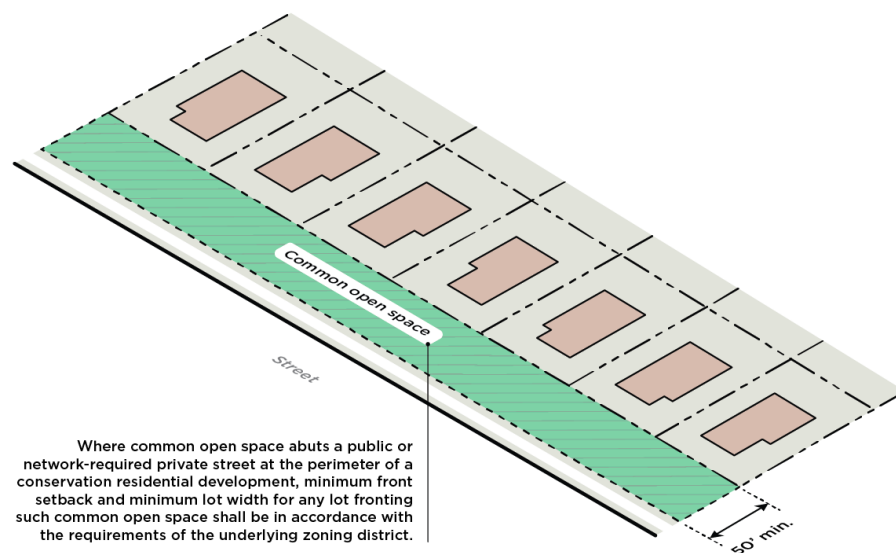 Common open space
Street
Where common open space abuts a public or
network-required private street at the perimeter of a
conservation residential development, minimum front
setback and minimum lot width for any lot fronting
such common open space shall be in accordance with
the requirements of the underlying zoning district.
50' min.